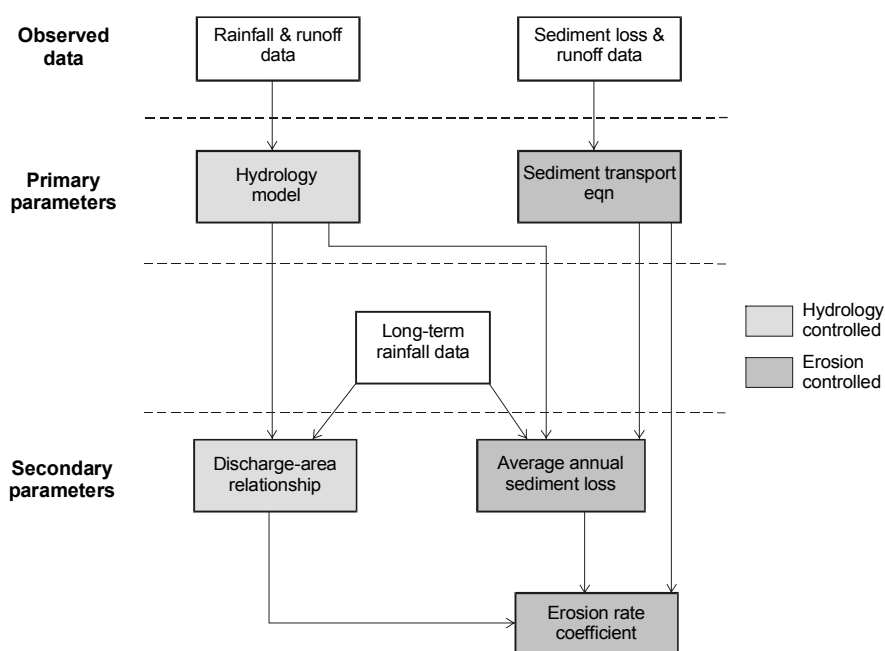 Observed
data
Rainfall & runoff
data
Sediment loss &
runoff data
Primary
parameters
Hydrology
model
Sediment transport
eqn
Long-term
rainfall data
Hydrology
controlled
Erosion
controlled
Secondary
parameters
Discharge-area
relationship
Average annual
sediment loss
Erosion rate
coefficient